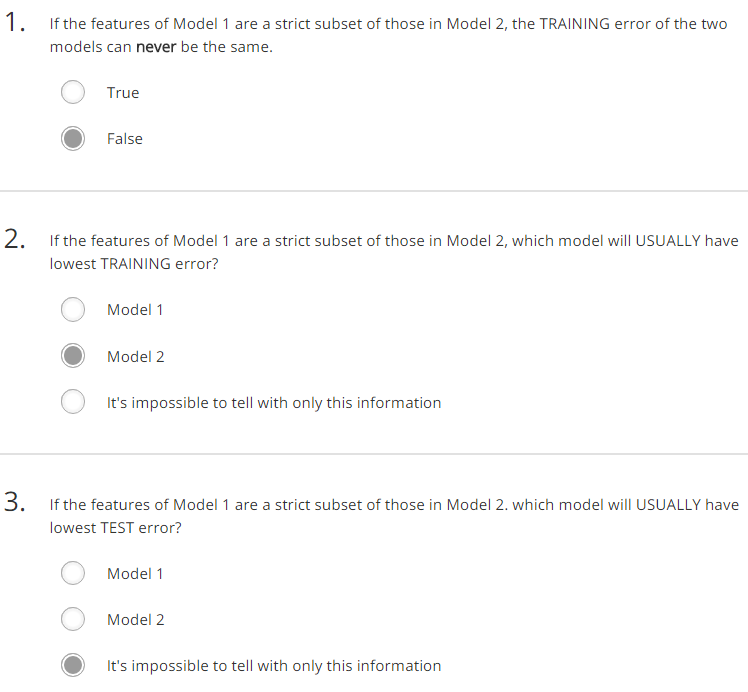 1. If the features of Model 1 are a strict subset of those in Model 2, the TRAINING error of the two
models can never be the same.
True
False
2. If the features of Model 1 are a strict subset of those in Model 2, which model will USUALLY have
lowest TRAINING error?
Model 1
Model 2
It's impossible to tell with only this information
3. If the features of Model 1 are a strict subset of those in Model 2. which model will USUALLY have
lowest TEST error?
Model 1
Model 2
It's impossible to tell with only this information